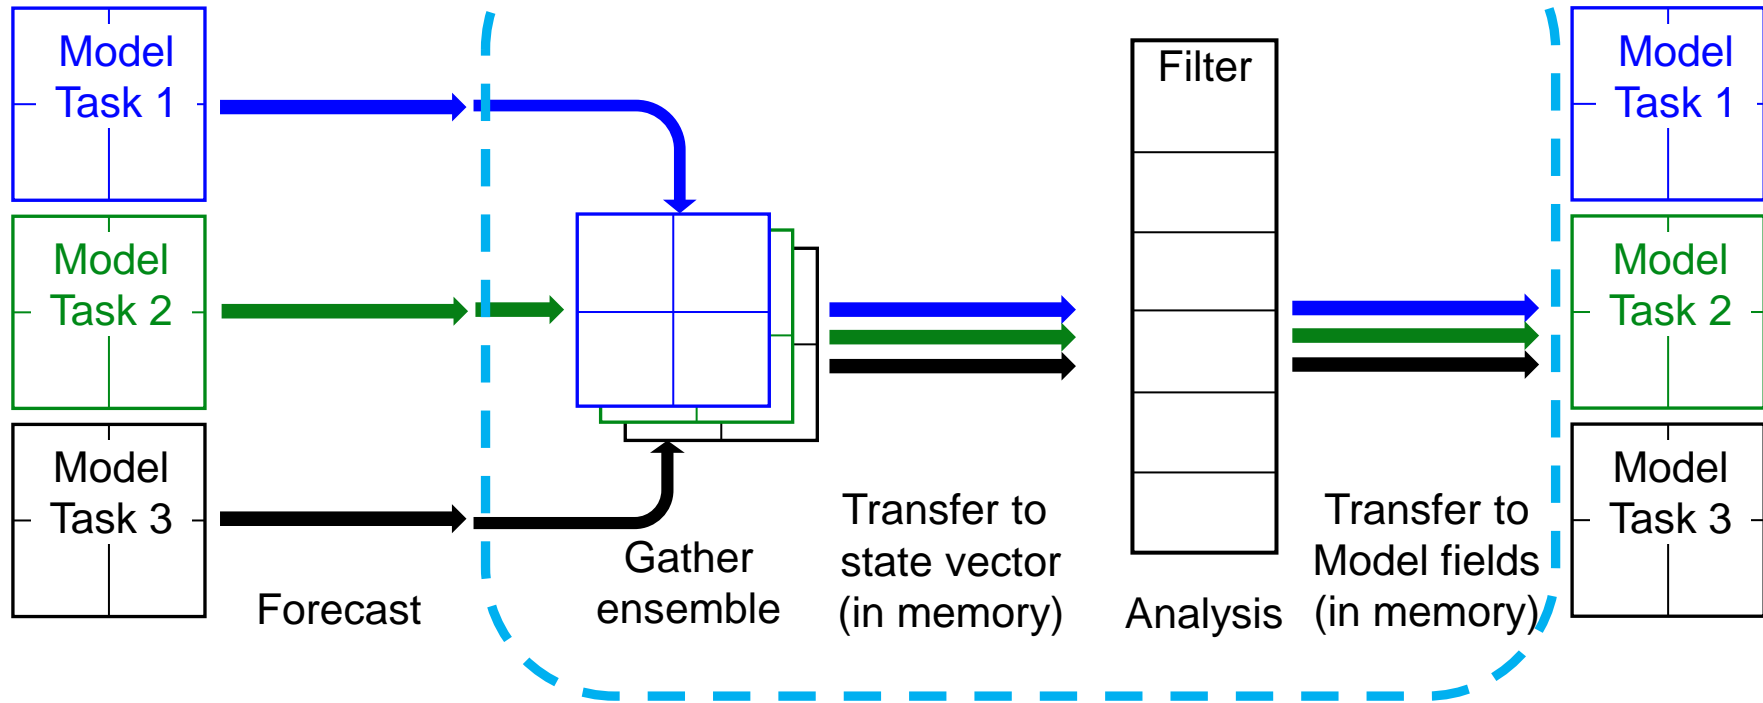 Model
Task 1
Model
Task 2
Model
Task 3
Forecast
Gather
ensemble
Transfer to
state vector
(in memory)
Filter
Analysis
Transfer to
Model fields
(in memory)
Model
Task 1
Model
Task 2
Model
Task 3